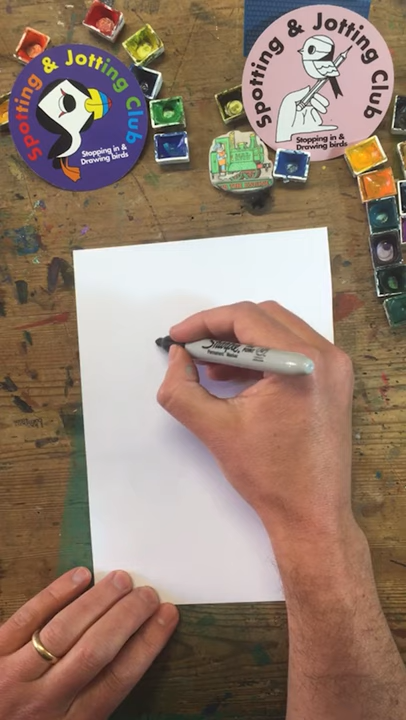 Spotting & Jotting Club
Stopping in &
Drawing birds
Spotting & Jotting Club
Stopping in &
Drawing birds
Sharpie